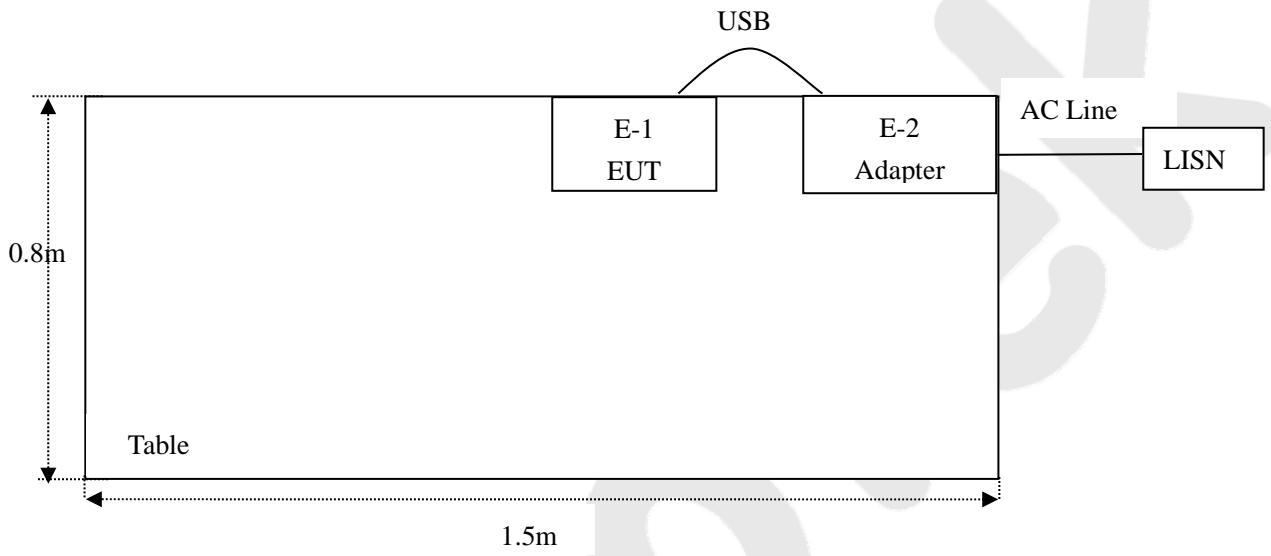 USB
E-1
EUT
E-2
Adapter
AC Line
LISN
0.8m
Table
1.5m